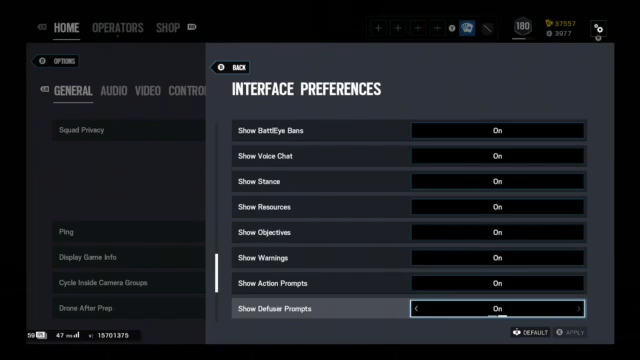 HOME OPERATORS SHOP
180
37557
3977
OPTIONS
BACK
GENERAL AUDIO VIDEO CONTRO
INTERFACE PREFERENCES
Squad Privacy
Show BattlEye Bans On
Show Voice Chat On
Show Stance On
Show Resources On
Ping
Show Objectives On
Display Game Info
Show Warnings On
Cycle Inside Camera Groups
Show Action Prompts On
Drone After Prep
Show Defuser Prompts On
59 47 ms 15701375
DEFAULT APPLY